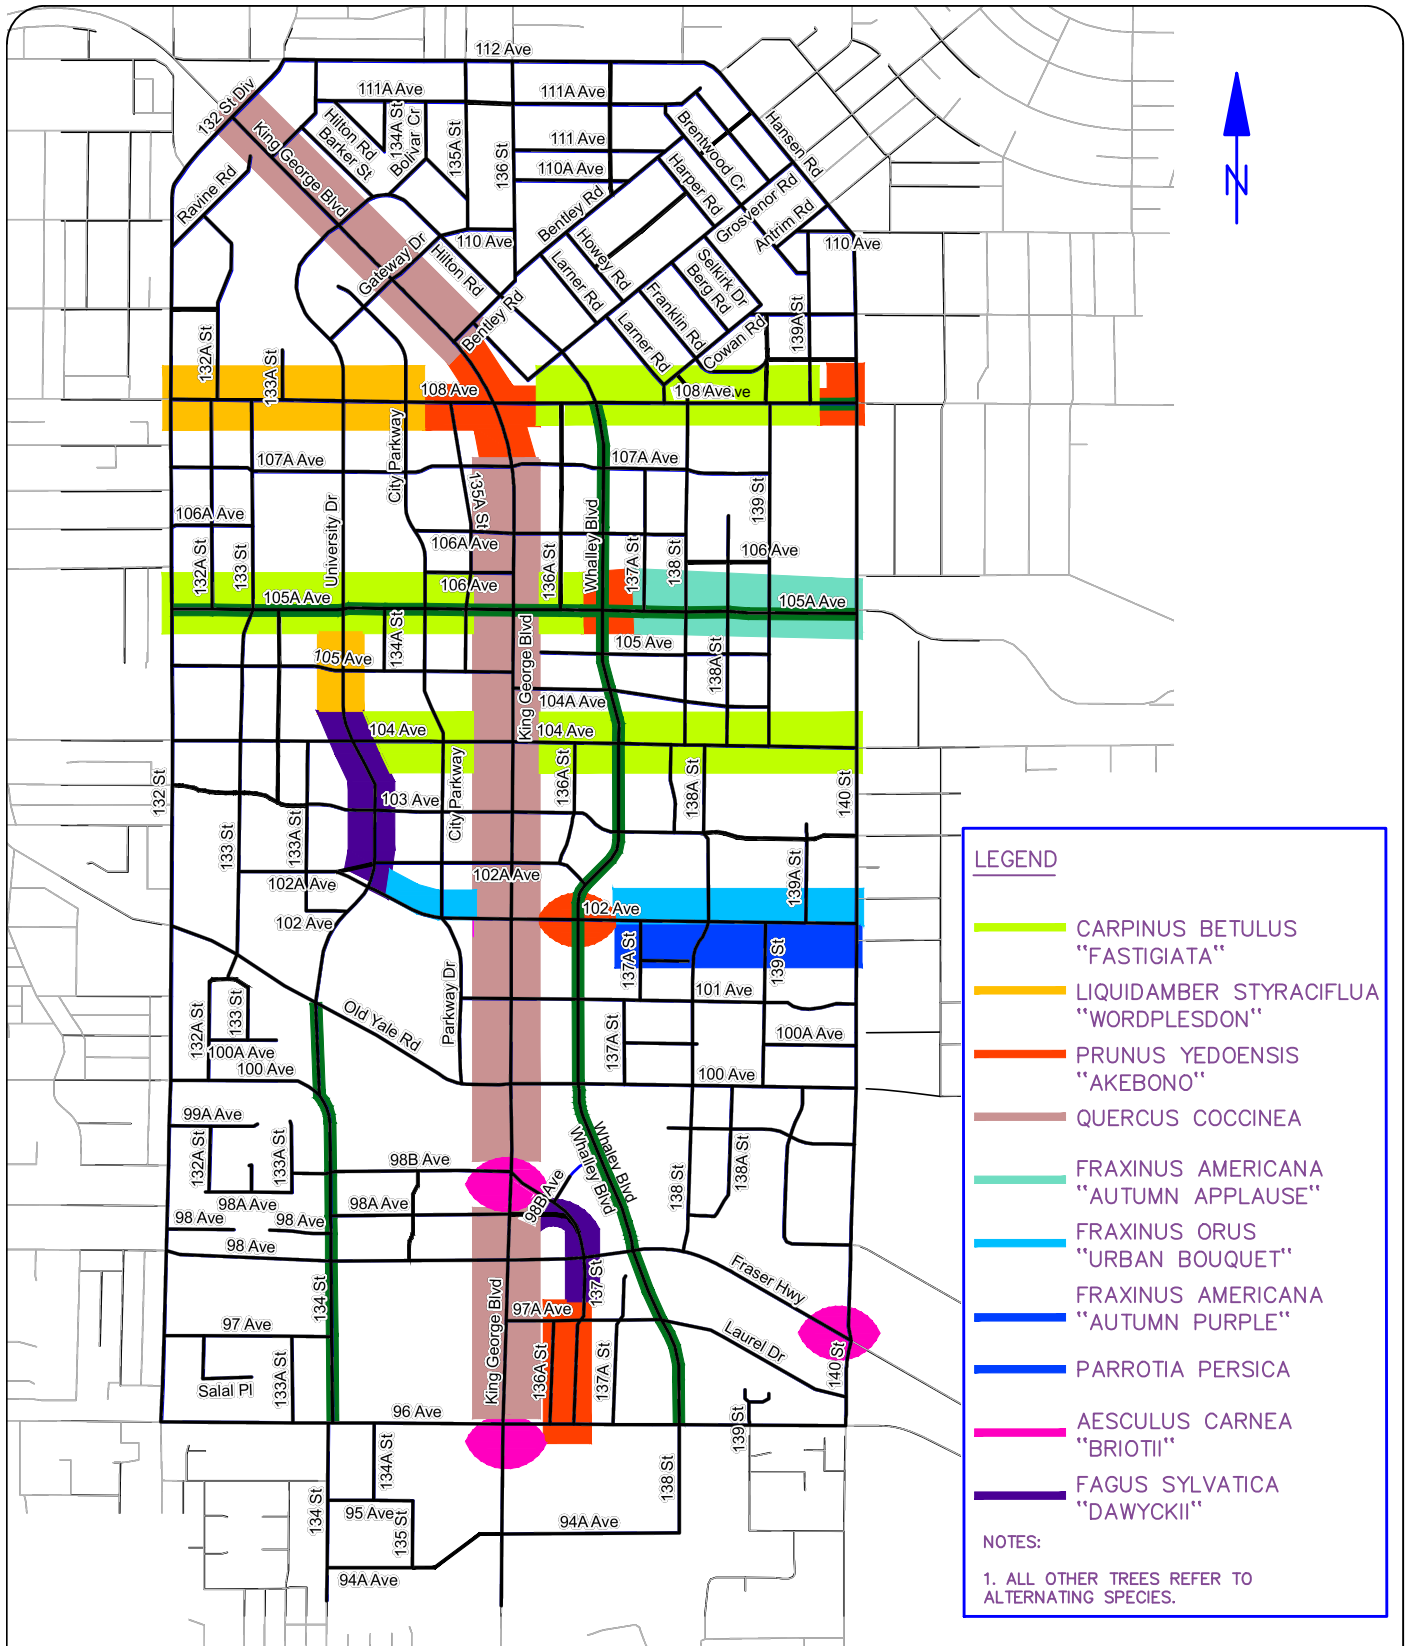 112 Ave
132 St Div
111A Ave
111A Ave
King George Blvd
Hilton Rd
Barker St
134A St
Bolvar Cr
135A St
136 St
111 Ave
110A Ave
Brentwood Cr
Hansen Rd
Harper Rd
Grosvenor Rd
Antrim Rd
Ravine Rd
Bentley Rd
110 Ave
110 Ave
Gateway Dr
Hilton Rd
Howey Rd
Larner Rd
Selkirk Dr
Berg Rd
Franklin Rd
Bentley Rd
Larner Rd
Cowan Rd
139A St
132A St
133A St
108 Ave
108 Ave
N
City Parkway
107A Ave
107A Ave
135A St
139 St
106A Ave
University Dr
106A Ave
Whalley Blvd
106 Ave
132A St
133 St
136A St
137A St
138 St
106 Ave
105A Ave
105A Ave
134A St
105 Ave
105 Ave
King George Blvd
138A St
104A Ave
104 Ave
104 Ave
132 St
103 Ave
City Parkway
136A St
138A St
140 St
133 St
133A St
102A Ave
102A Ave
139A St
102 Ave
102 Ave
137A St
139 St
Parkway Dr
101 Ave
132A St
133 St
Old Yale Rd
137A St
100A Ave
100A Ave
100 Ave
100 Ave
99A Ave
132A St
133A St
98B Ave
98B Ave
Whaley Blvd
Whalley Blvd
138 St
138A St
98A Ave
98A Ave
98 Ave
98 Ave
98 Ave
134 St
137 St
Fraser Hwy
King George Blvd
97A Ave
97 Ave
Laurel Dr
140 St
Salal Pl
133A St
136A St
137A St
96 Ave
139 St
134A St
138 St
134 St
95 Ave
135 St
94A Ave
94A Ave
LEGEND
CARPINUS BETULUS
"FASTIGIATA"
LIQUIDAMBER STYRACIFLUA
"WORDPLESDON"
PRUNUS YEDOENSIS
"AKEBONO"
QUERCUS COCCINEA
FRAXINUS AMERICANA
"AUTUMN APPLAUSE"
FRAXINUS ORUS
"URBAN BOUQUET"
FRAXINUS AMERICANA
"AUTUMN PURPLE"
PARROTIA PERSICA
AESCULUS CARNEA
"BRIOTII"
FAGUS SYLVATICA
"DAWYCKII"
NOTES:
1. ALL OTHER TREES REFER TO
ALTERNATING SPECIES.